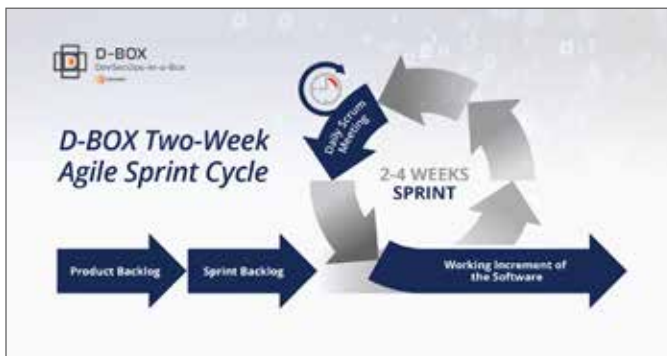 D-BOX
DevSecOps-in-a-Box
D-BOX Two-Week
Agile Sprint Cycle
Daily Scrum
Meeting
2-4 WEEKS
SPRINT
Product Backlog
Sprint Backlog
Working Increment of
the Software